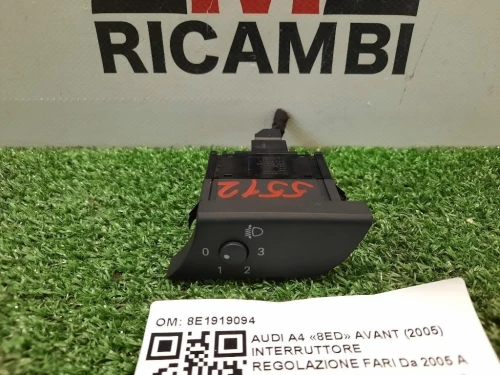 RICAMBI
5512
0 3
1 2
OM: 8E1919094
AUDI A4 «8ED» AVANT (2005)
INTERRUTTORE
REGOLAZIONE FARI Da 2005 A